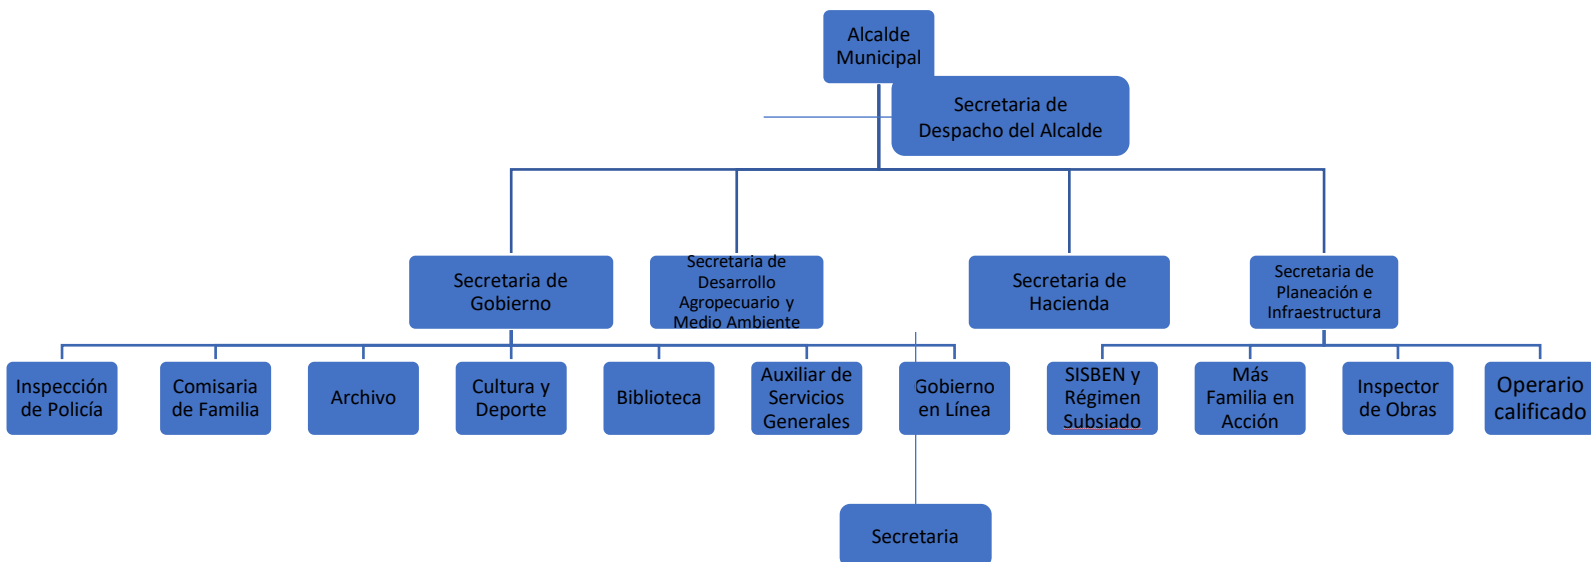 Alcalde
Municipal
Secretaria de
Despacho del Alcalde
Secretaria de
Gobierno
Secretaria de
Desarrollo
Agropecuario y
Medio Ambiente
Secretaria de
Hacienda
Secretaria de
Planeación e
Infraestructura
Inspección
de Policía
Comisaria
de Familia
Archivo
Cultura y
Deporte
Biblioteca
Auxiliar de
Servicios
Generales
Gobierno
en Línea
SISBEN y
Régimen
Subsiado
Más
Familia en
Acción
Inspector
de Obras
Operario
calificado
Secretaria